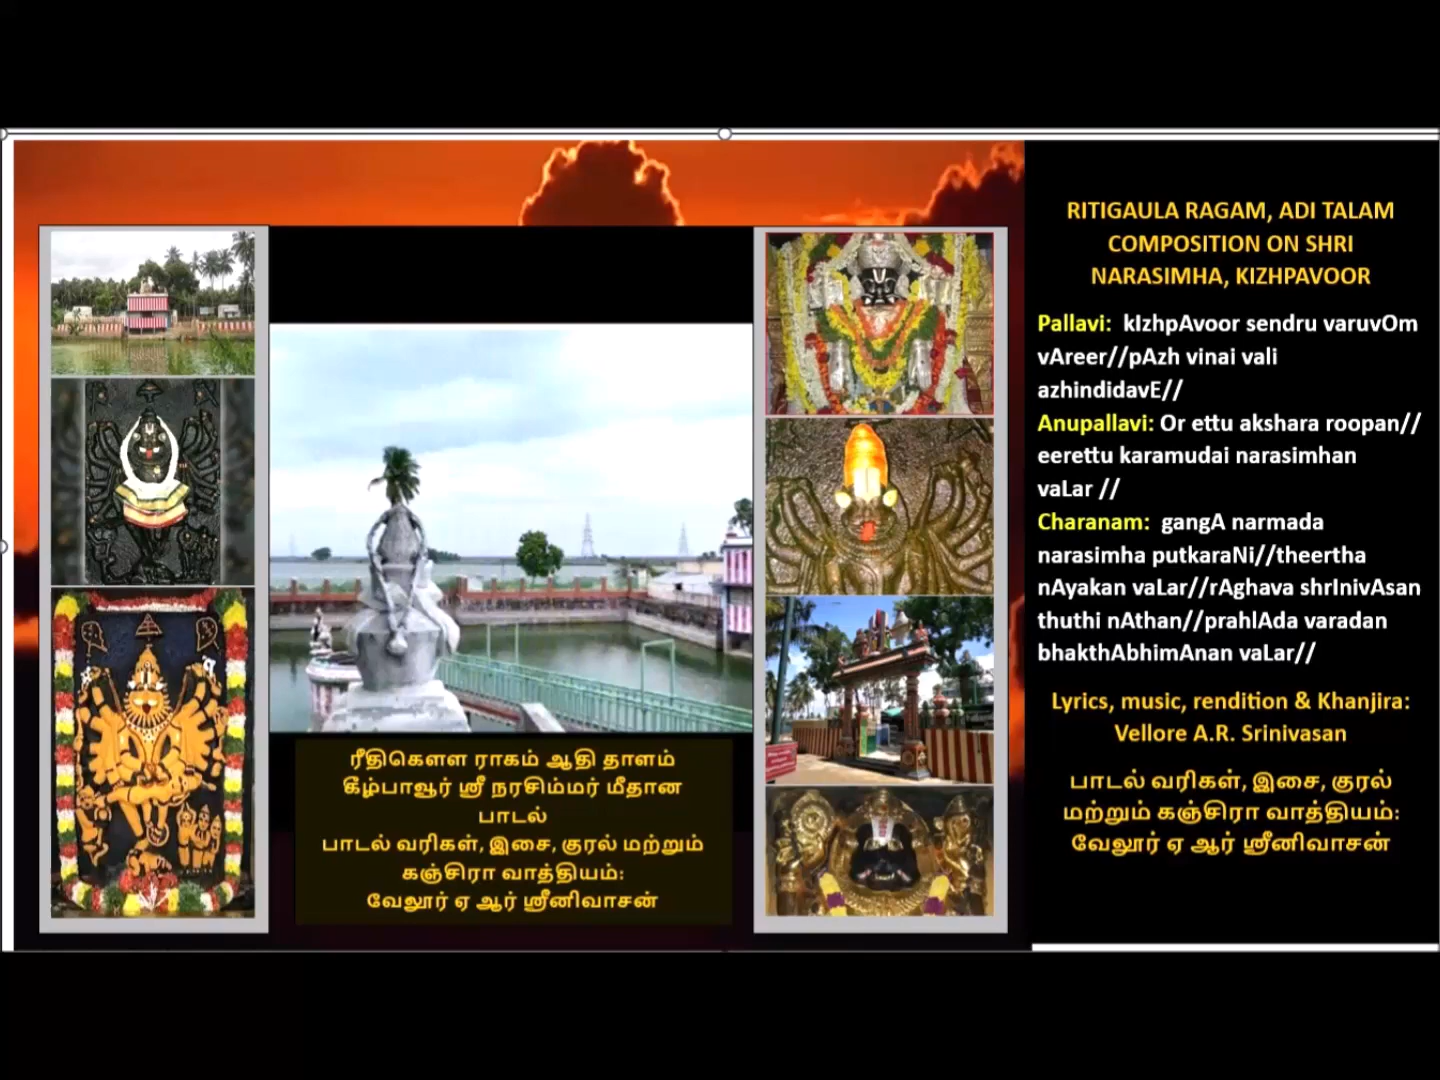 RITIGAULA RAGAM, ADI TALAM
COMPOSITION ON SHRI
NARASIMHA, KIZHPAVOOR
Pallavi: kIzhpAvoor sendru varuvOm
vAreer//pAzh vinai vali
azhindidavE//
Anupallavi: Or ettu akshara roopan//
eerettu karamudai narasimhan
vaLar //
Charanam: gangA narmada
narasimha putkaraNi//theertha
nAyakan vaLar//rAghava shrInivAsan
thuthi nAthan//prahlAda varadan
bhakthAbhimAnan vaLar//
Lyrics, music, rendition & Khanjira:
Vellore A.R. Srinivasan
பாடல் வரிகள், இசை, குரல்
மற்றும் கஞ்சிரா வாத்தியம்:
வேலூர் ஏ ஆர் ஸ்ரீனிவாசன்
ரீதிகௌள ராகம் ஆதி தாளம்
கீழ்பாவூர் ஸ்ரீ நரசிம்மர் மீதான
பாடல்
பாடல் வரிகள், இசை, குரல் மற்றும்
கஞ்சிரா வாத்தியம்:
வேலூர் ஏ ஆர் ஸ்ரீனிவாசன்